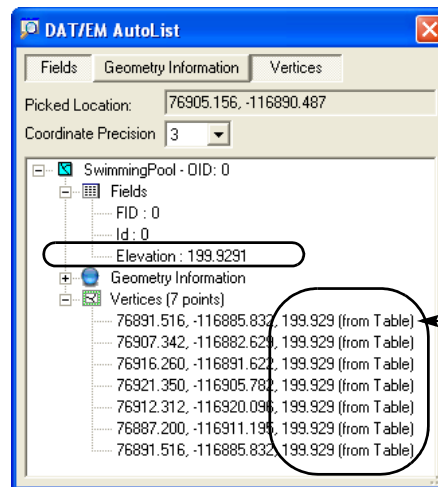 DAT/EM AutoList
Fields Geometry Information Vertices
Picked Location: 76905.156, -116890.487
Coordinate Precision 3
SwimmingPool - OID: 0
Fields
FID : 0
Id : 0
Elevation : 199.9291
Geometry Information
Vertices (7 points)
76891.516, -116885.832, 199.929 (from Table)
76907.342, -116882.629, 199.929 (from Table)
76916.260, -116891.622, 199.929 (from Table)
76921.350, -116905.782, 199.929 (from Table)
76912.312, -116920.096, 199.929 (from Table)
76887.200, -116911.195, 199.929 (from Table)
76891.516, -116885.832, 199.929 (from Table)